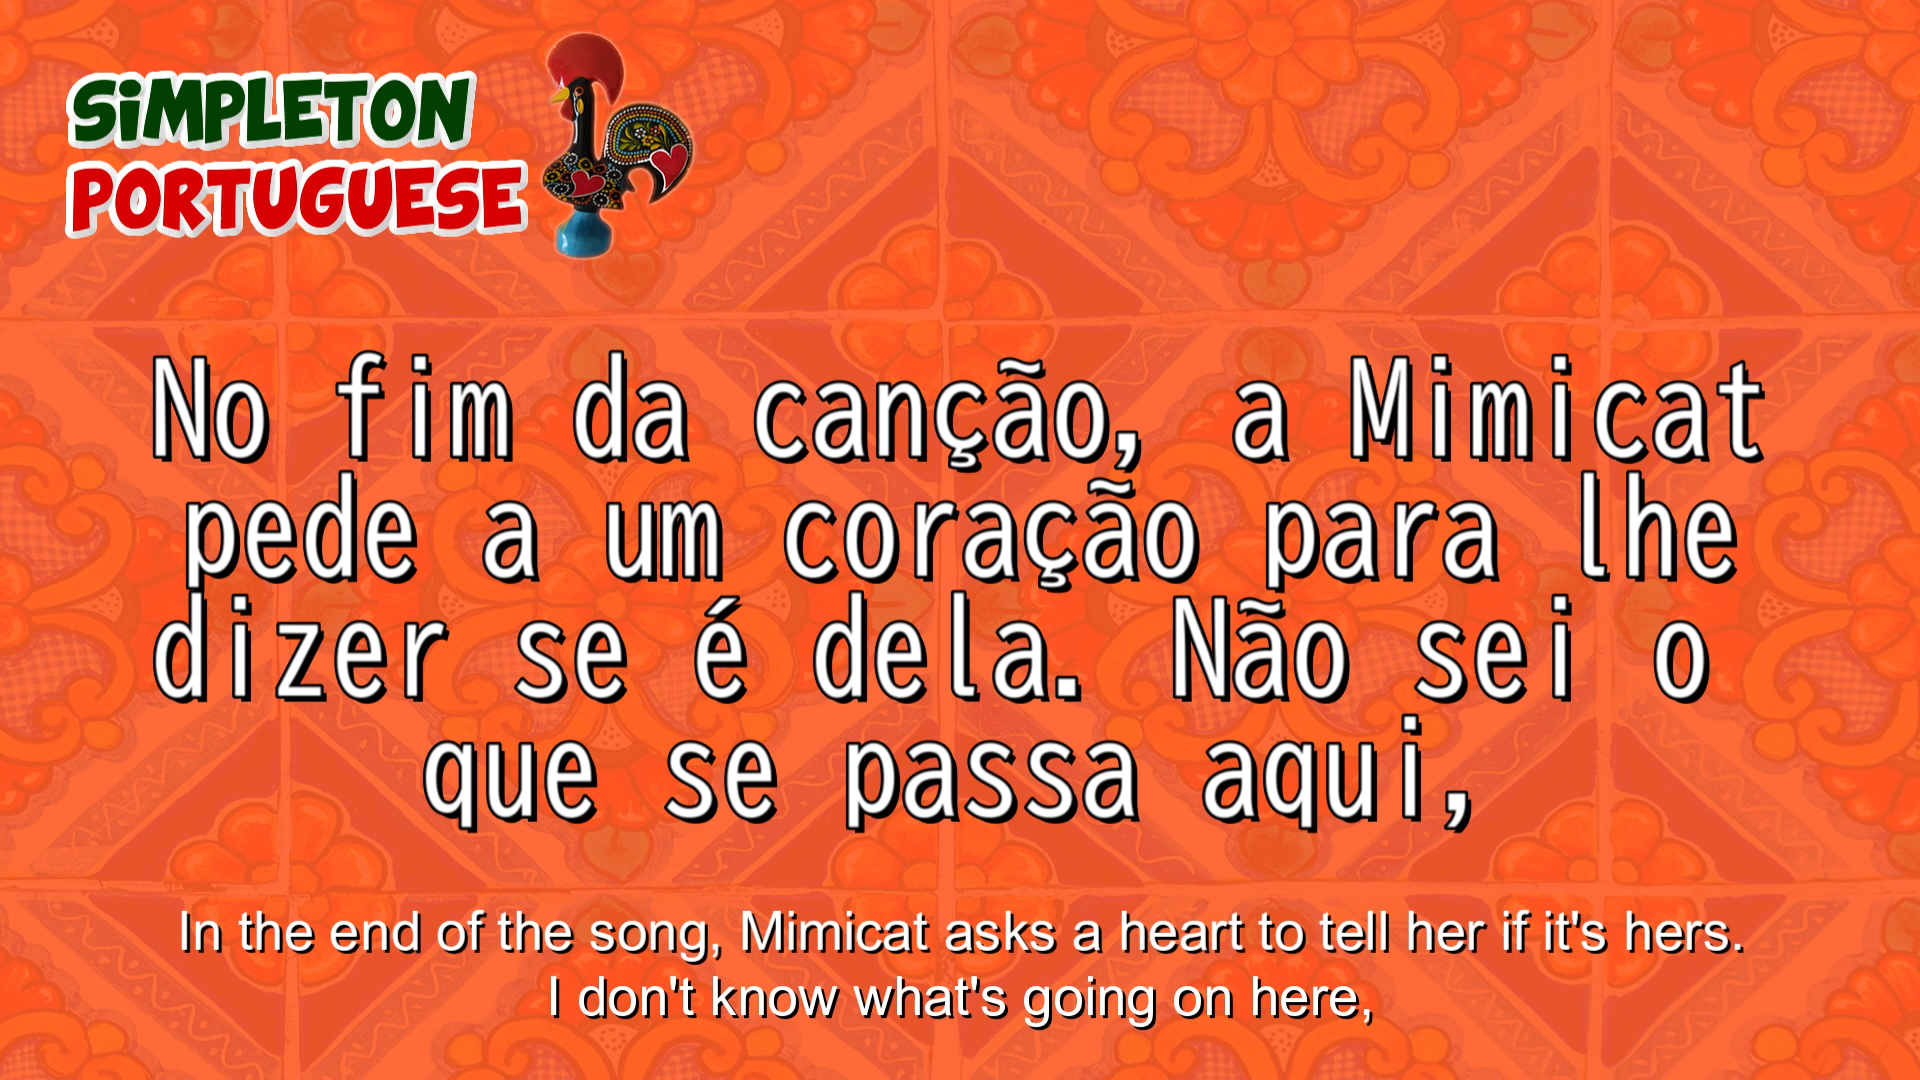 SiMPLETON
PORTUGUESE
No fim da canção, a Mimicat
pede a um coração para lhe
dizer se é dela. Não sei o
que se passa aqui,
In the end of the song, Mimicat asks a heart to tell her if it's hers.
I don't know what's going on here,